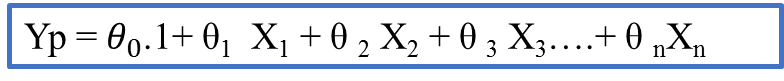 Yp = θ₀.1+ θ₁ X₁ + θ ₂ X₂ + θ ₃ X₃….+ θ ₙXₙ